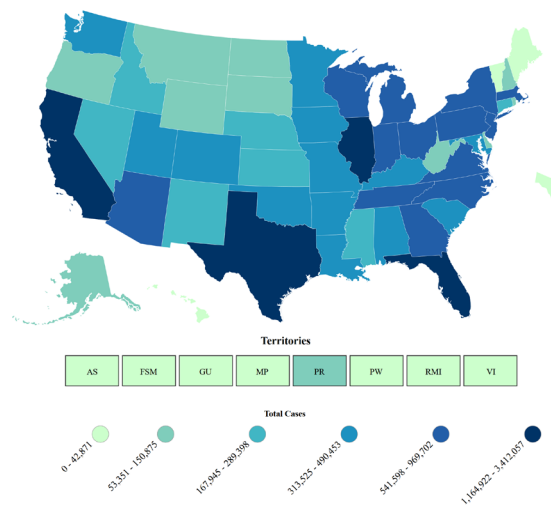 Territories
AS FSM GU MP PR PW RMI VI
Total Cases
0 - 42,871
53,351 - 150,875
167,945 - 289,398
313,525 - 490,453
541,598 - 969,702
1,164,922 - 3,412,057